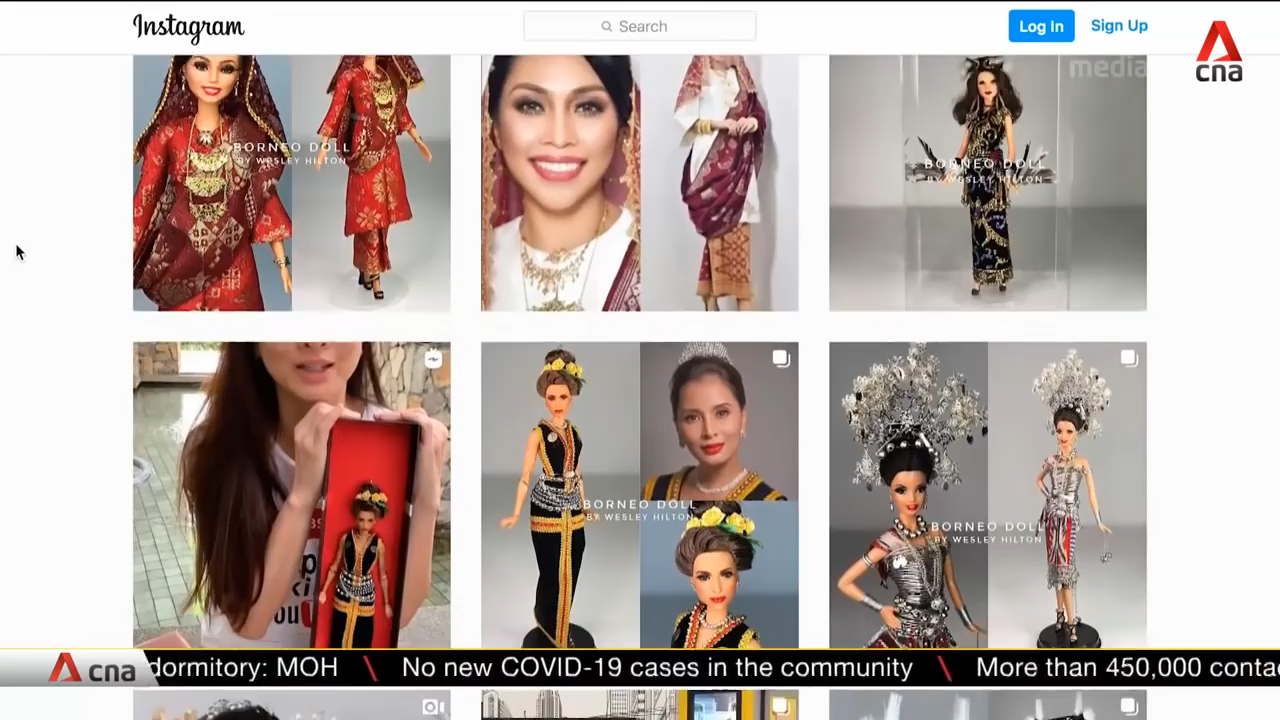 Instagram
Search
Log In
Sign Up
cna
media
BORNEO DOLL
BY WESLEY HILTON
BORNEO DOLL
BY WESLEY HILTON
BORNEO DOLL
BY WESLEY HILTON
BORNEO DOLL
BY WESLEY HILTON
cna
dormitory: MOH \ No new COVID-19 cases in the community \ More than 450,000 conta